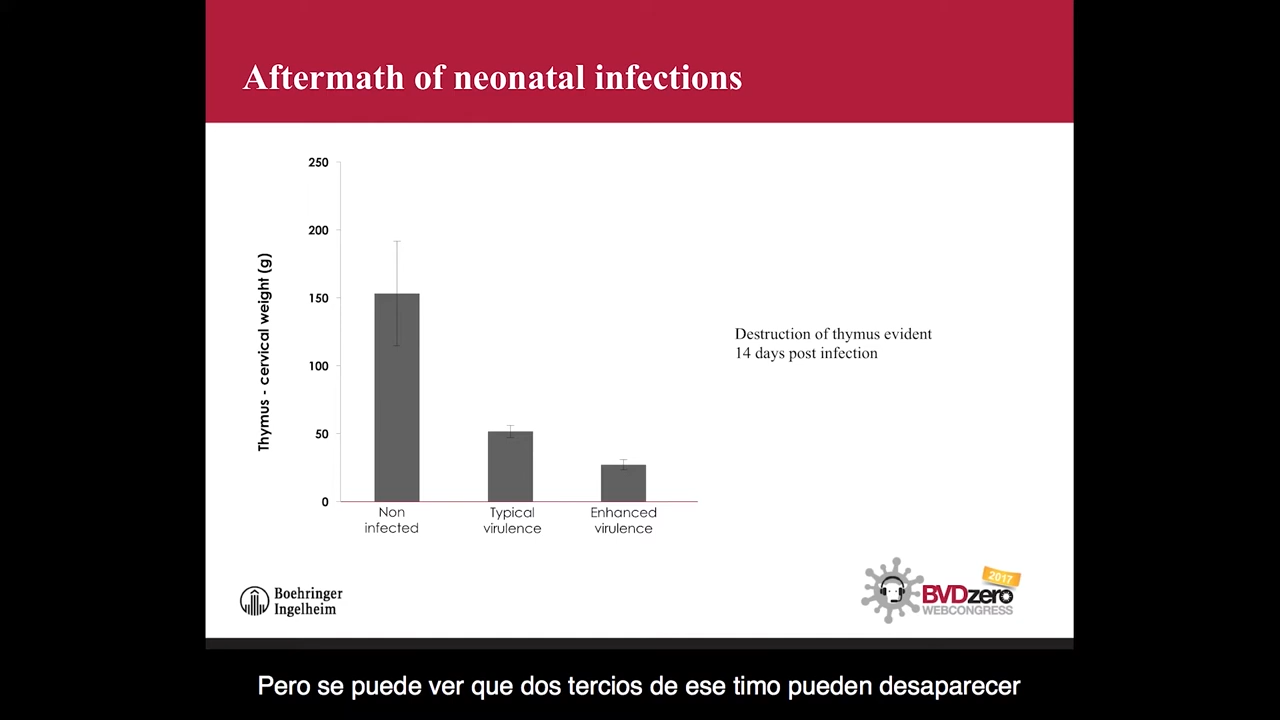 Aftermath of neonatal infections
250
200
150
100
50
0
Thymus - cervical weight (g)
Non
infected
Typical
virulence
Enhanced
virulence
Destruction of thymus evident
14 days post infection
Boehringer
Ingelheim
2017
BVDzero
WEBCONGRESS
Pero se puede ver que dos tercios de ese timo pueden desaparecer